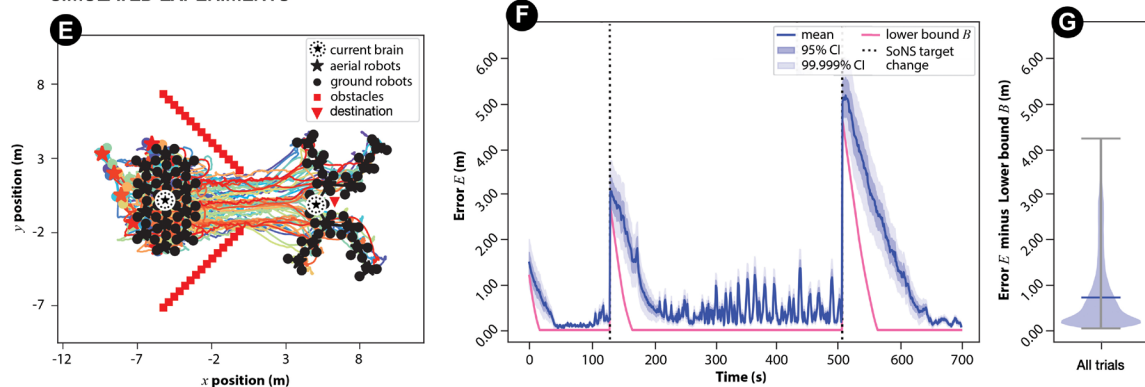 E
current brain
aerial robots
ground robots
obstacles
destination
8
3
-2
-7
y position (m)
-12
-7
-2
3
8
x position (m)
F
mean
95% CI
99.999% CI
lower bound B
SoNS target
change
6.00
5.00
4.00
3.00
2.00
1.00
0.00
Error E (m)
0
100
200
300
400
500
600
700
Time (s)
G
6.00
5.00
4.00
3.00
2.00
1.00
0.00
Error E minus Lower bound B (m)
All trials